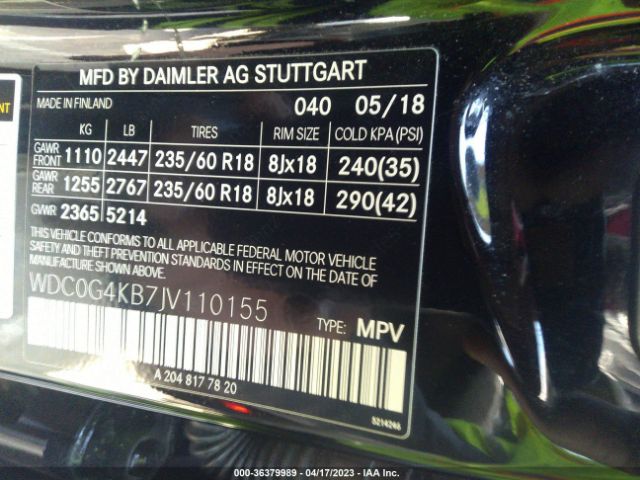 MFD BY DAIMLER AG STUTTGART
MADE IN FINLAND 040 05/18
KG LB TIRES RIM SIZE COLD KPA (PSI)
GAWR FRONT 1110 2447 235/60 R18 8Jx18 240(35)
GAWR REAR 1255 2767 235/60 R18 8Jx18 290(42)
GVWR 2365 5214
THIS VEHICLE CONFORMS TO ALL APPLICABLE FEDERAL MOTOR VEHICLE
SAFETY AND THEFT PREVENTION STANDARDS IN EFFECT ON THE DATE OF
MANUFACTURE SHOWN ABOVE.
WDC0G4KB7JV110155
TYPE: MPV
A 204 817 78 20
5214246
000-36379989 - 04/17/2023 - IAA Inc.